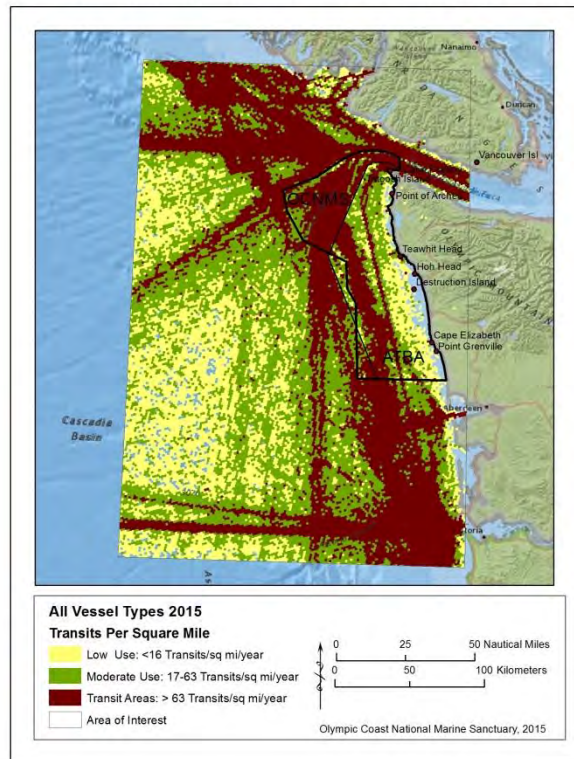 Nanaimo
Duncan
Vancouver Isl
OCNMS
Point of Arches
Teawhit Head
Hoh Head
Destruction Island
Cape Elizabeth
Point Grenville
ATBA
Cascadia
Basin
All Vessel Types 2015
Transits Per Square Mile
Low Use: <16 Transits/sq mi/year
Moderate Use: 17-63 Transits/sq mi/year
Transit Areas: > 63 Transits/sq mi/year
Area of Interest
0 25 50 Nautical Miles
0 50 100 Kilometers
Olympic Coast National Marine Sanctuary, 2015